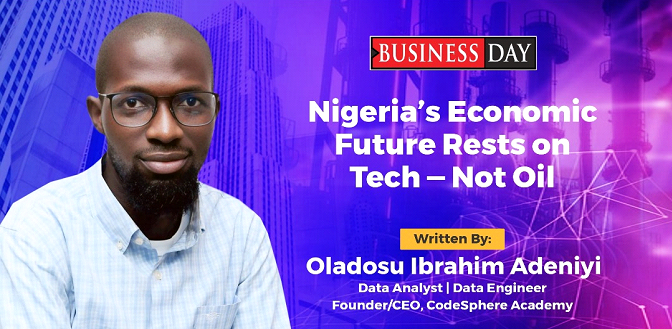 BUSINESS DAY
Nigeria’s Economic
Future Rests on
Tech — Not Oil
Written By:
Oladosu Ibrahim Adeniyi
Data Analyst | Data Engineer
Founder/CEO, CodeSphere Academy